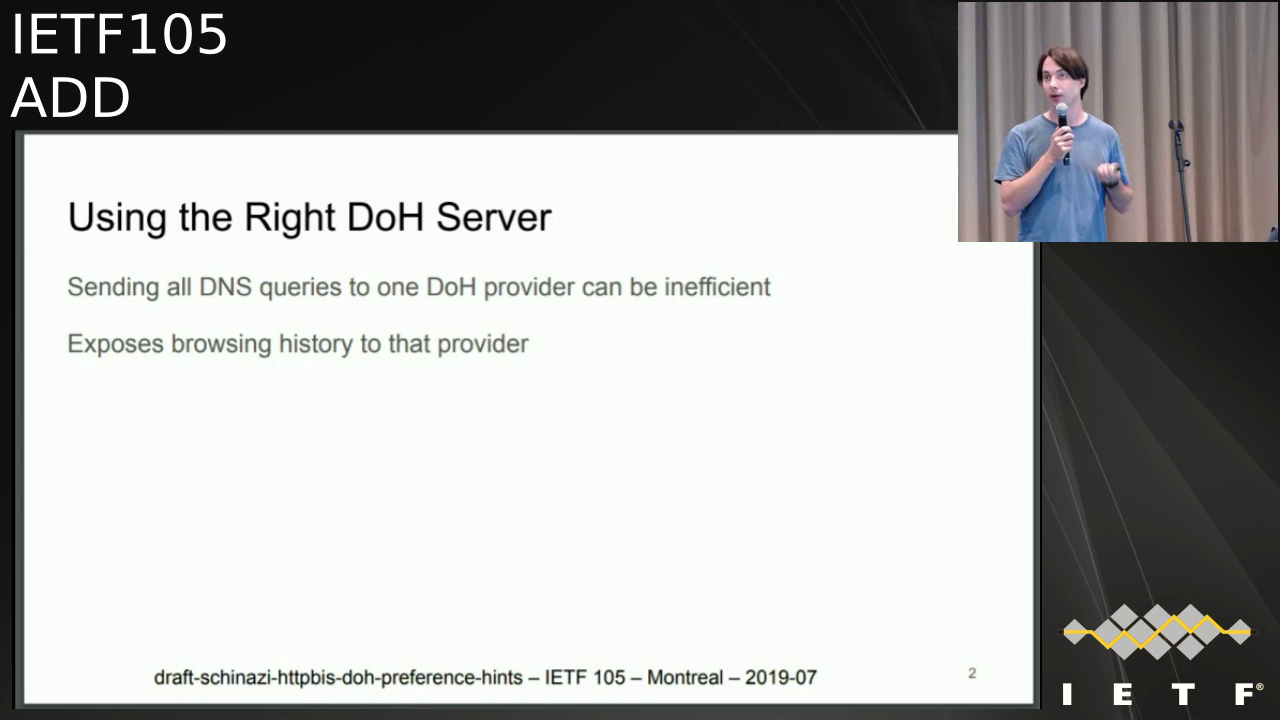 IETF105
ADD
Using the Right DoH Server
Sending all DNS queries to one DoH provider can be inefficient
Exposes browsing history to that provider
draft-schinazi-httpbis-doh-preference-hints – IETF 105 – Montreal – 2019-07
2
I E T F®